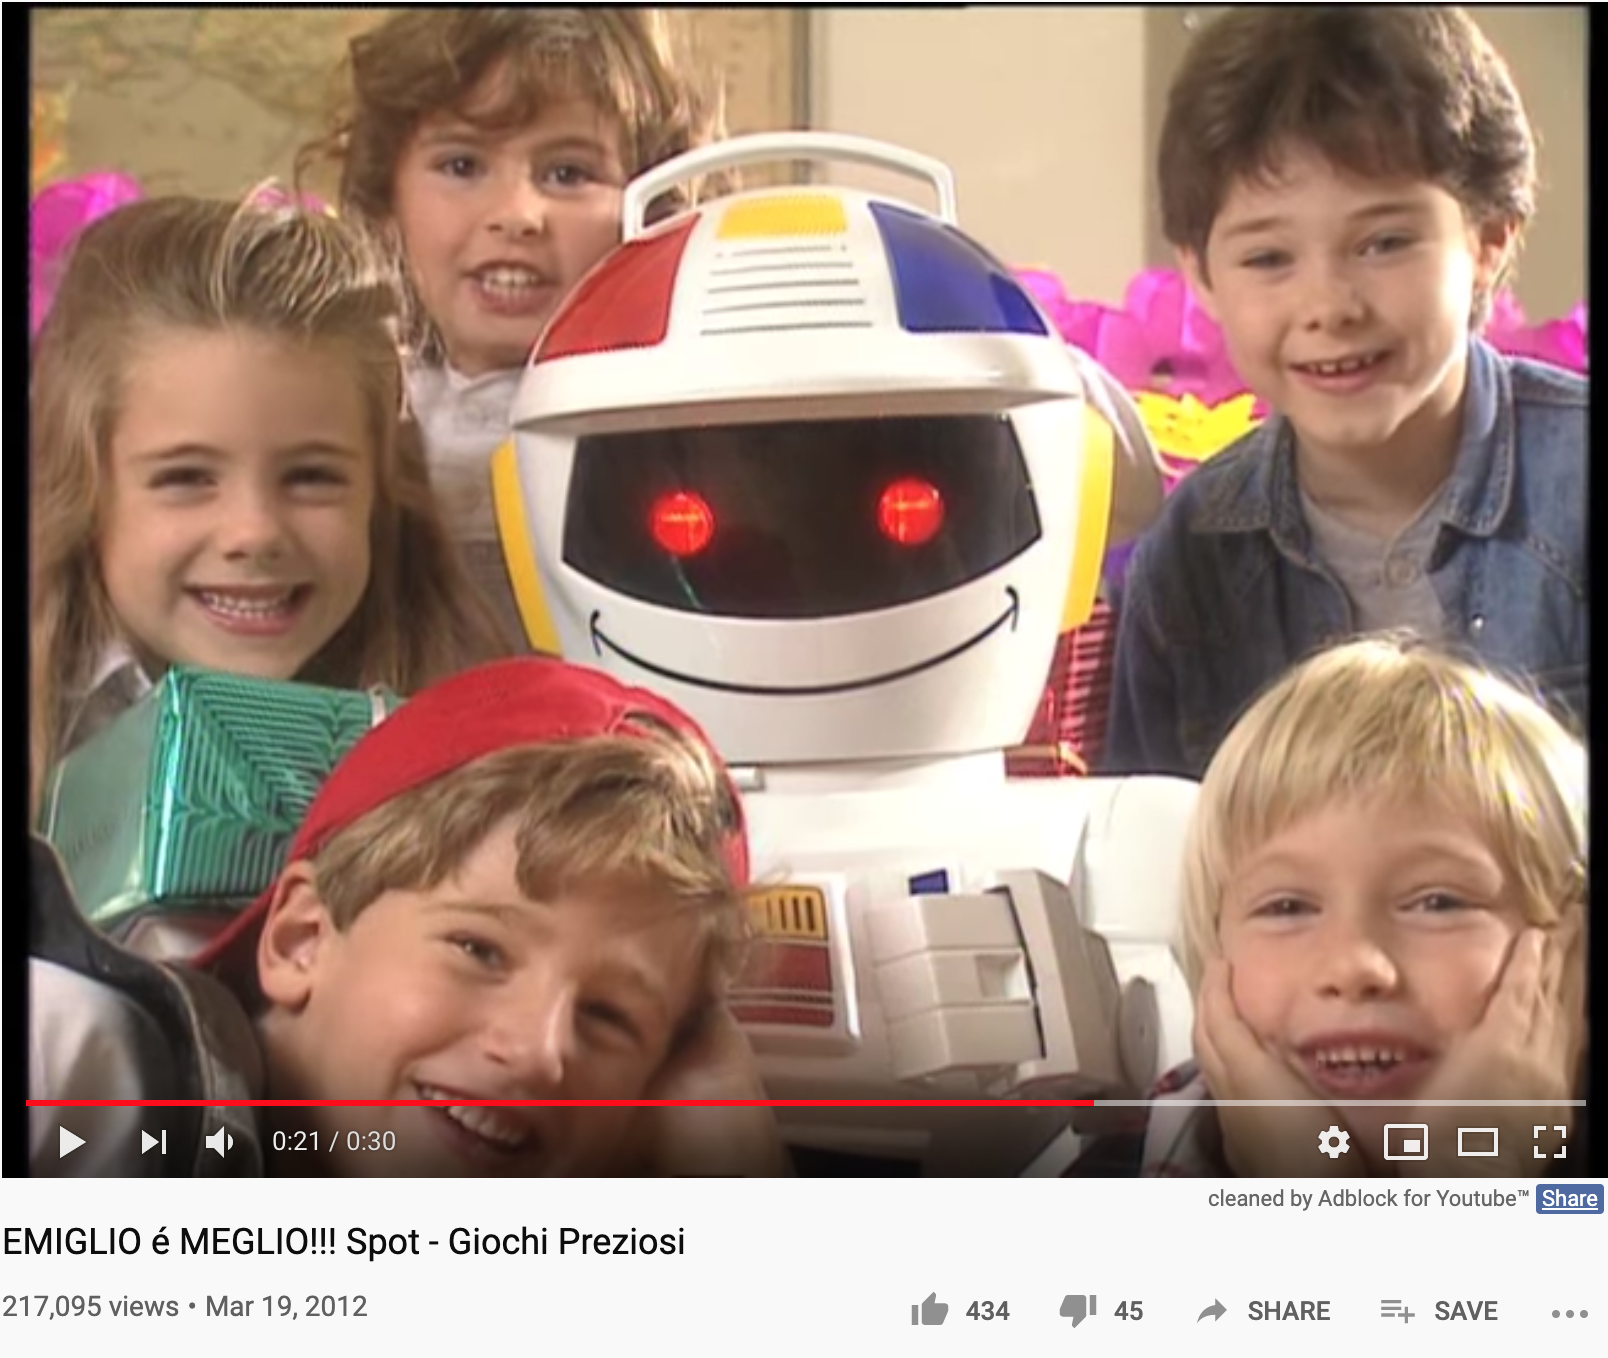 0:21 / 0:30
cleaned by Adblock for Youtube™ Share
EMIGLIO é MEGLIO!!! Spot - Giochi Preziosi
217,095 views • Mar 19, 2012
434 45 SHARE SAVE